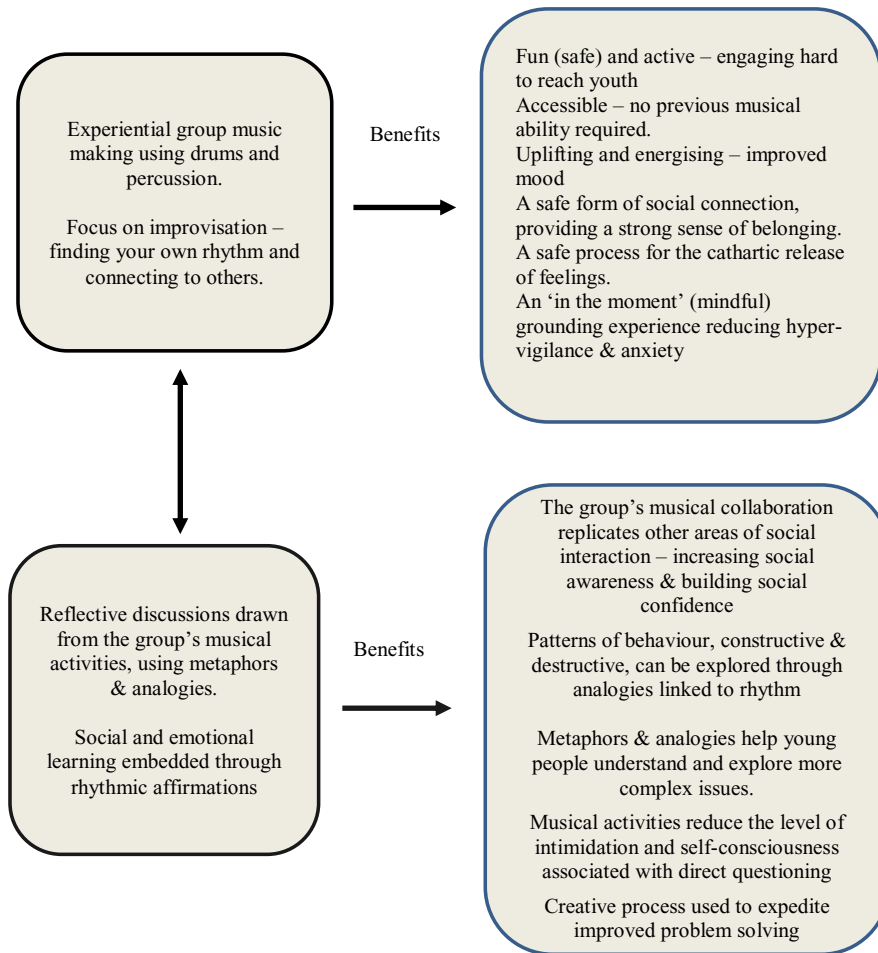 Experiential group music
making using drums and
percussion.
Focus on improvisation –
finding your own rhythm and
connecting to others.
Benefits
Fun (safe) and active – engaging hard
to reach youth
Accessible – no previous musical
ability required.
Uplifting and energising – improved
mood
A safe form of social connection,
providing a strong sense of belonging.
A safe process for the cathartic release
of feelings.
An ‘in the moment’ (mindful)
grounding experience reducing hyper-
vigilance & anxiety
Reflective discussions drawn
from the group’s musical
activities, using metaphors
& analogies.
Social and emotional
learning embedded through
rhythmic affirmations
Benefits
The group’s musical collaboration
replicates other areas of social
interaction – increasing social
awareness & building social
confidence
Patterns of behaviour, constructive &
destructive, can be explored through
analogies linked to rhythm
Metaphors & analogies help young
people understand and explore more
complex issues.
Musical activities reduce the level of
intimidation and self-consciousness
associated with direct questioning
Creative process used to expedite
improved problem solving